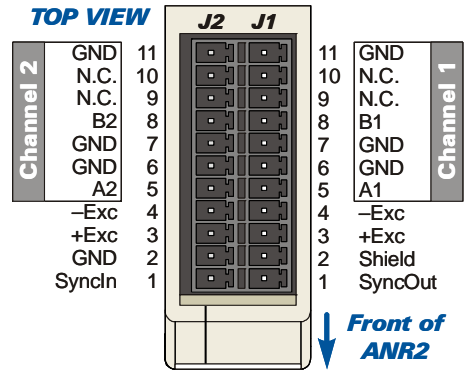 TOP VIEW J2 J1
Channel 2
GND 11 11 GND
N.C. 10 10 N.C.
N.C. 9 9 N.C.
B2 8 8 B1
GND 7 7 GND
GND 6 6 GND
A2 5 5 A1
–Exc 4 4 –Exc
+Exc 3 3 +Exc
GND 2 2 Shield
SyncIn 1 1 SyncOut
Channel 1
Front of
ANR2